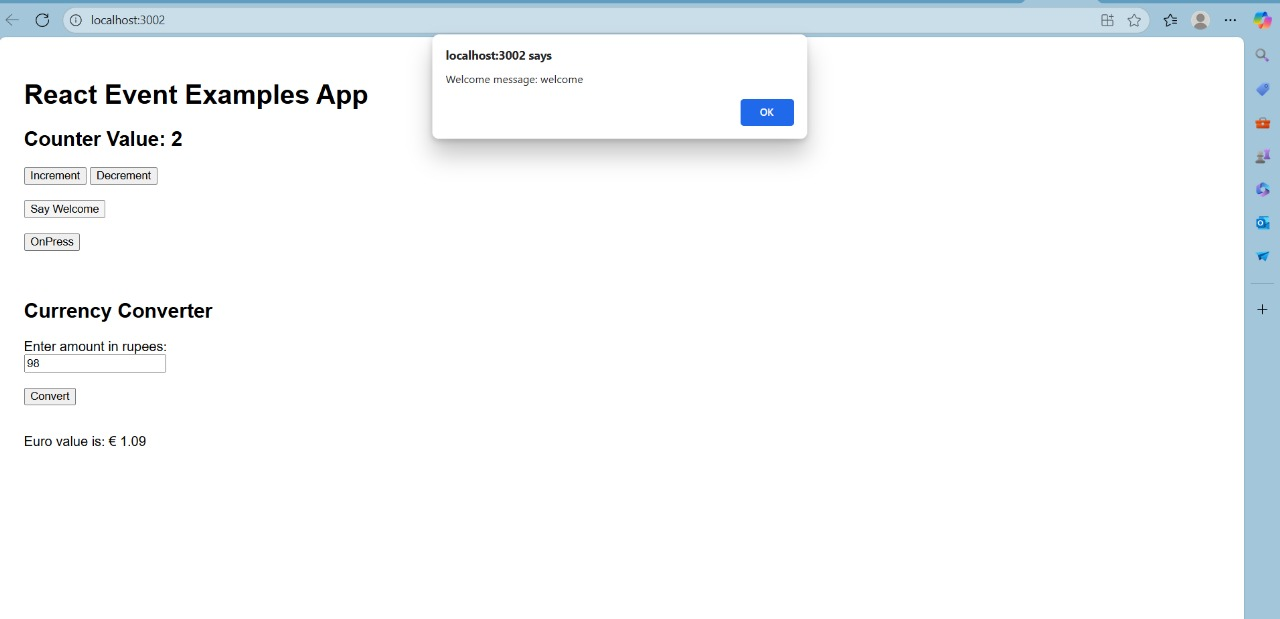 localhost:3002
localhost:3002 says
Welcome message: welcome
OK
React Event Examples App
Counter Value: 2
Increment Decrement
Say Welcome
OnPress
Currency Converter
Enter amount in rupees:
98
Convert
Euro value is: € 1.09